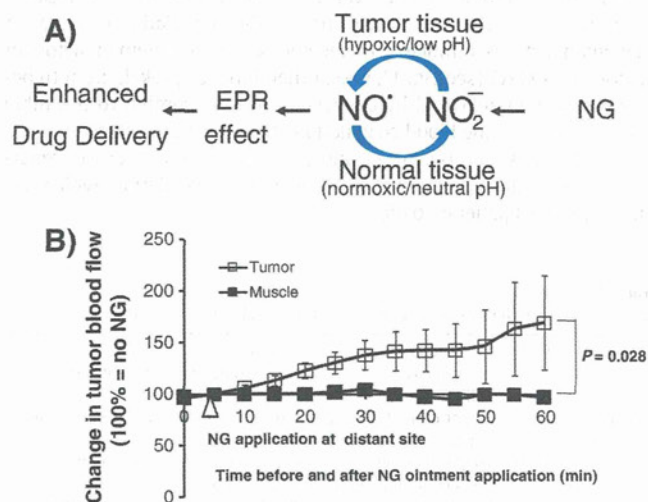 A)
Tumor tissue
(hypoxic/low pH)
Enhanced
Drug Delivery
EPR
effect
NO˙
NO₂⁻
NG
Normal tissue
(normoxic/neutral pH)
B)
Change in tumor blood flow
(100% = no NG)
250
200
150
100
50
0
Tumor
Muscle
P = 0.028
0 10 20 30 40 50 60
NG application at distant site
Time before and after NG ointment application (min)